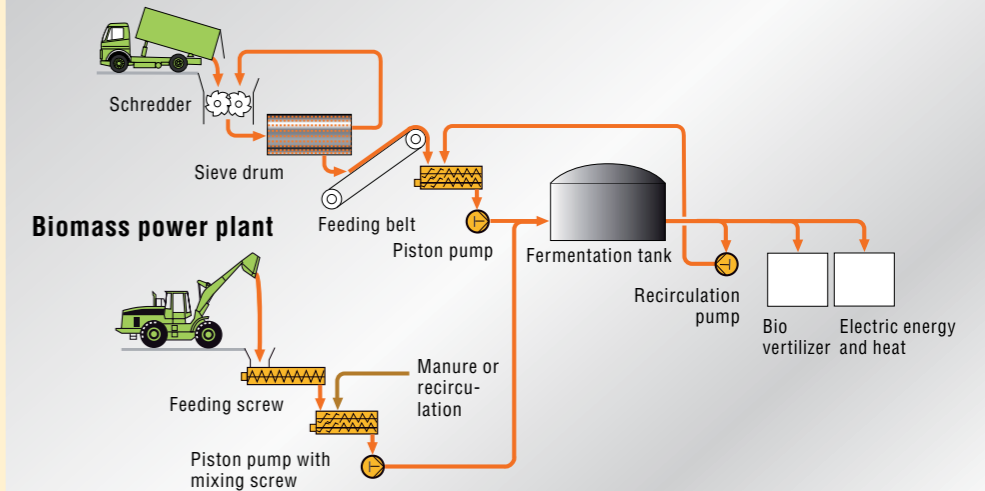 Schredder
Sieve drum
Feeding belt
Biomass power plant
Piston pump
Fermentation tank
Recirculation
pump
Bio
vertilizer
Electric energy
and heat
Manure or
recircu-
lation
Feeding screw
Piston pump with
mixing screw